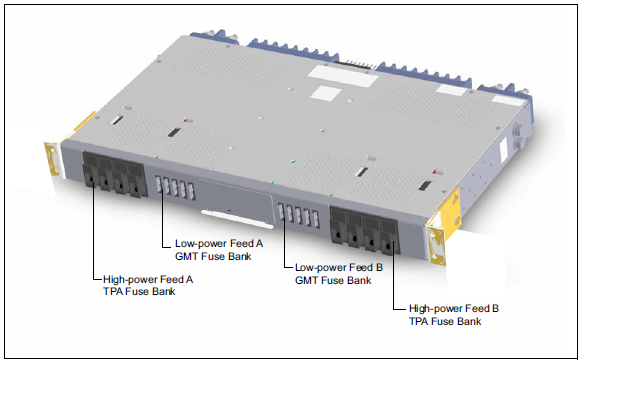 Low-power Feed A
GMT Fuse Bank
Low-power Feed B
GMT Fuse Bank
High-power Feed A
TPA Fuse Bank
High-power Feed B
TPA Fuse Bank